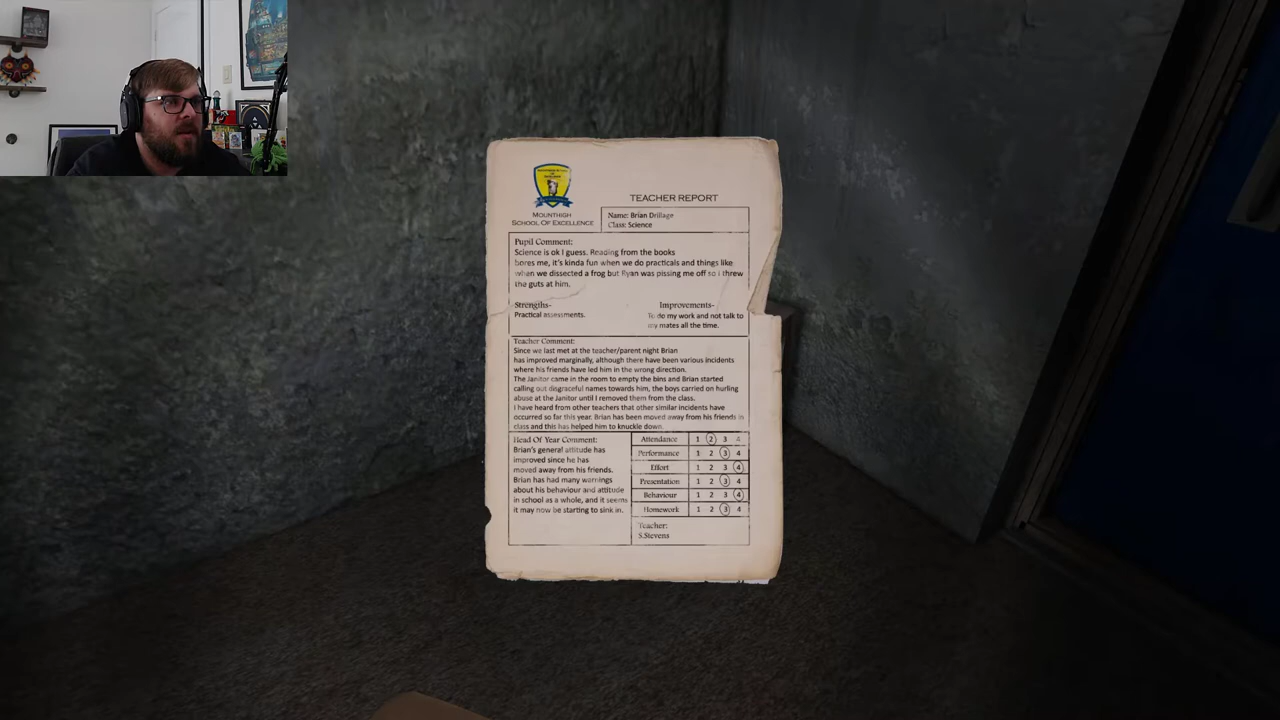 TEACHER REPORT
MOUNTHIGH
SCHOOL OF EXCELLENCE
Name: Brian Drillage
Class: Science
Pupil Comment:
Science is ok I guess. Reading from the books
bores me, it's kinda fun when we do practicals and things like
when we dissected a frog but Ryan was pissing me off so I threw
the guts at him.
Strengths-
Practical assessments.
Improvements-
To do my work and not talk to
my mates all the time.
Teacher Comment:
Since we last met at the teacher/parent night Brian
has improved marginally, although there have been various incidents
where his friends have led him in the wrong direction.
The Janitor came in the room to empty the bins and Brian started
calling out disgraceful names towards him, the boys carried on hurling
abuse at the Janitor until I removed them from the class.
I have heard from other teachers that other similar incidents have
occurred so far this year. Brian has been moved away from his friends in
class and this has helped him to knuckle down.
Head Of Year Comment:
Brian's general attitude has
improved since he has
moved away from his friends.
Brian has had many warnings
about his behaviour and attitude
in school as a whole, and it seems
it may now be starting to sink in.
Attendance 1 2 3 4
Performance 1 2 3 4
Effort 1 2 3 4
Presentation 1 2 3 4
Behaviour 1 2 3 4
Homework 1 2 3 4
Teacher:
S.Stevens